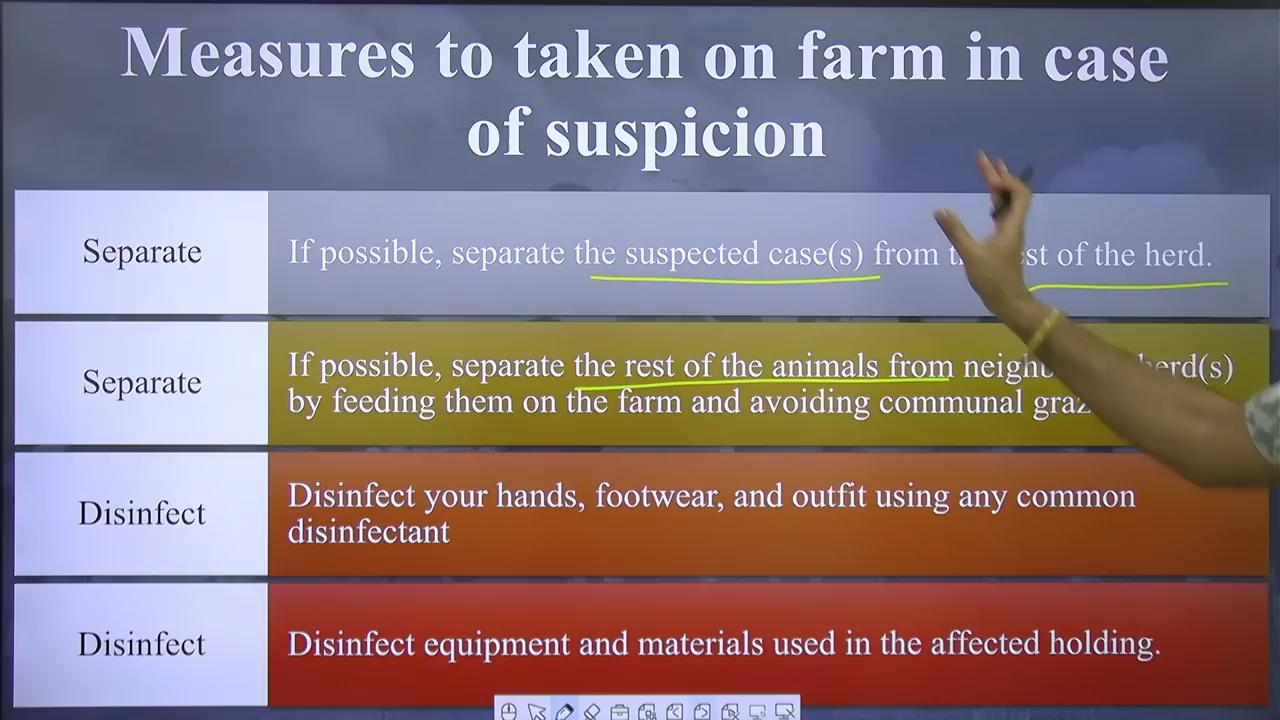 Measures to taken on farm in case
of suspicion
Separate
If possible, separate the suspected case(s) from of the herd.
Separate
If possible, separate the rest of the animals from
by feeding them on the farm and avoiding communal
Disinfect
Disinfect your hands, footwear, and outfit using any common
disinfectant
Disinfect
Disinfect equipment and materials used in the affected holding.